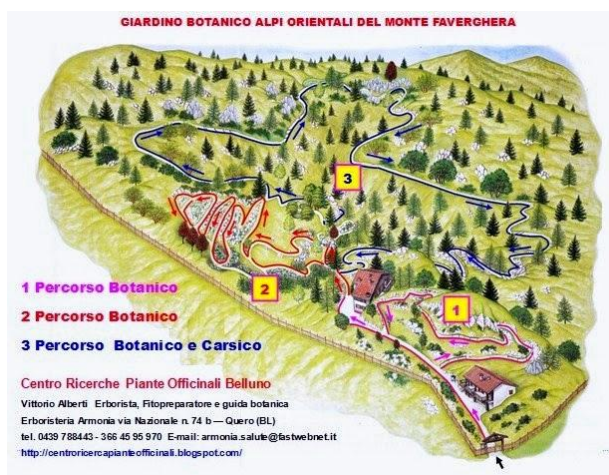 GIARDINO BOTANICO ALPI ORIENTALI DEL MONTE FAVERGHERA
3
2
1
1 Percorso Botanico
2 Percorso Botanico
3 Percorso Botanico e Carsico
Centro Ricerche Piante Officinali Belluno
Vittorio Alberti Erborista, Fitopreparatore e guida botanica
Erboristeria Armonia via Nazionale n. 74 b — Quero (BL)
tel. 0439 788443 - 366 45 95 970 E-mail: armonia.salute@fastwebnet.it
http://centroricercapianteofficinali.blogspot.com/